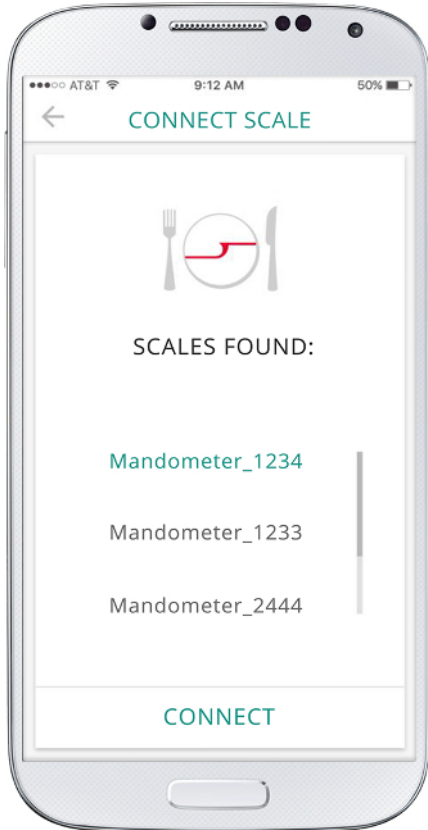 AT&T 9:12 AM 50%
CONNECT SCALE
SCALES FOUND:
Mandometer_1234
Mandometer_1233
Mandometer_2444
CONNECT